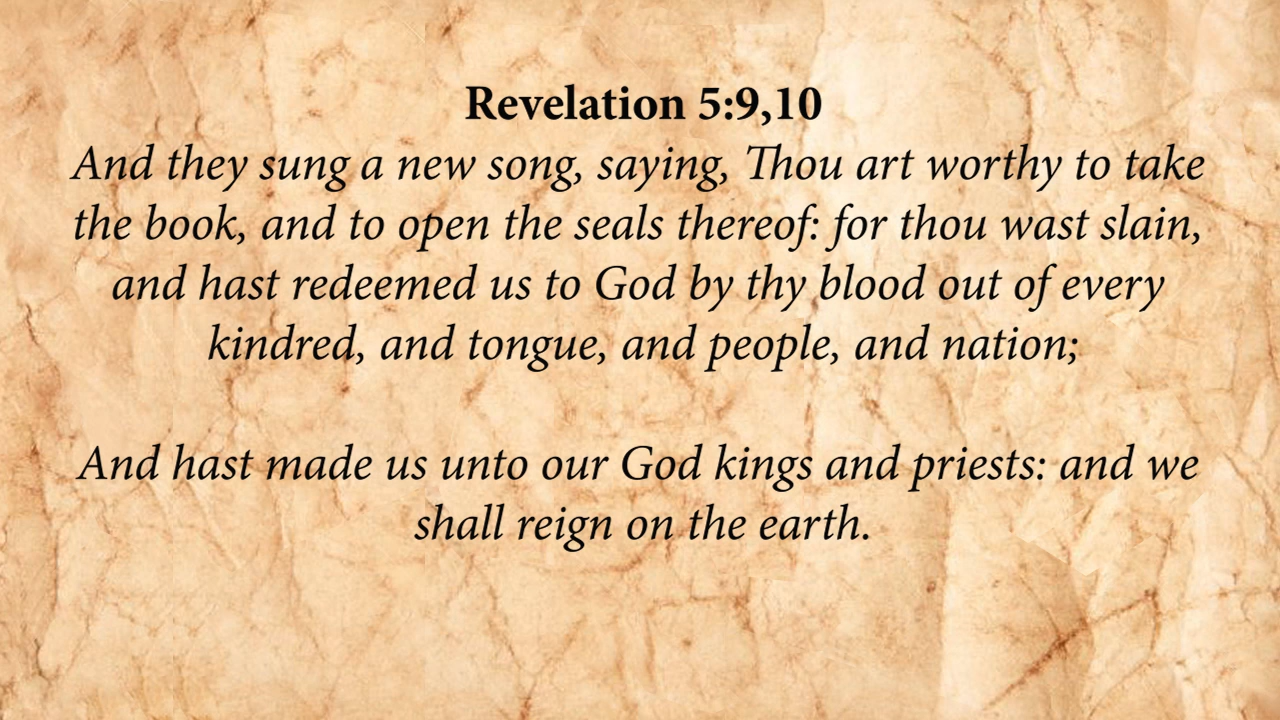 Revelation 5:9,10
And they sung a new song, saying, Thou art worthy to take
the book, and to open the seals thereof: for thou wast slain,
and hast redeemed us to God by thy blood out of every
kindred, and tongue, and people, and nation;
And hast made us unto our God kings and priests: and we
shall reign on the earth.